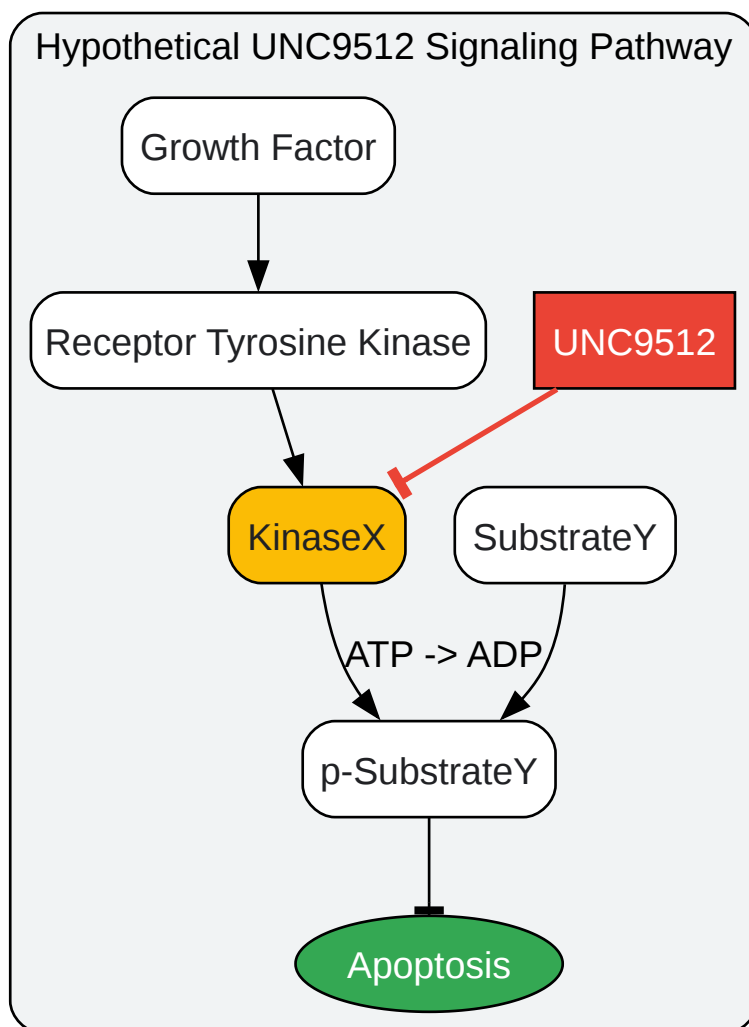 Hypothetical UNC9512 Signaling Pathway
Growth Factor
Receptor Tyrosine Kinase
UNC9512
KinaseX
SubstrateY
ATP -> ADP
p-SubstrateY
Apoptosis